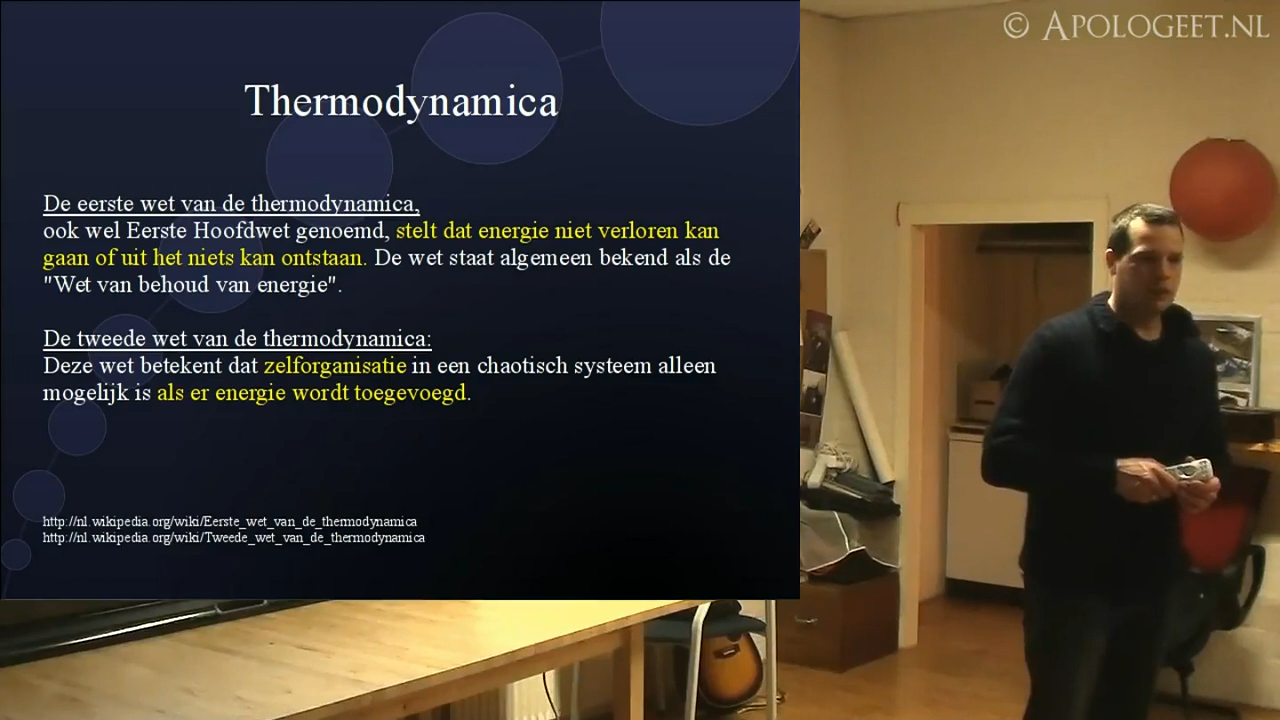 © APOLOGEET.NL
Thermodynamica
De eerste wet van de thermodynamica,
ook wel Eerste Hoofdwet genoemd, stelt dat energie niet verloren kan
gaan of uit het niets kan ontstaan. De wet staat algemeen bekend als de
"Wet van behoud van energie".
De tweede wet van de thermodynamica:
Deze wet betekent dat zelforganisatie in een chaotisch systeem alleen
mogelijk is als er energie wordt toegevoegd.
http://nl.wikipedia.org/wiki/Eerste_wet_van_de_thermodynamica
http://nl.wikipedia.org/wiki/Tweede_wet_van_de_thermodynamica